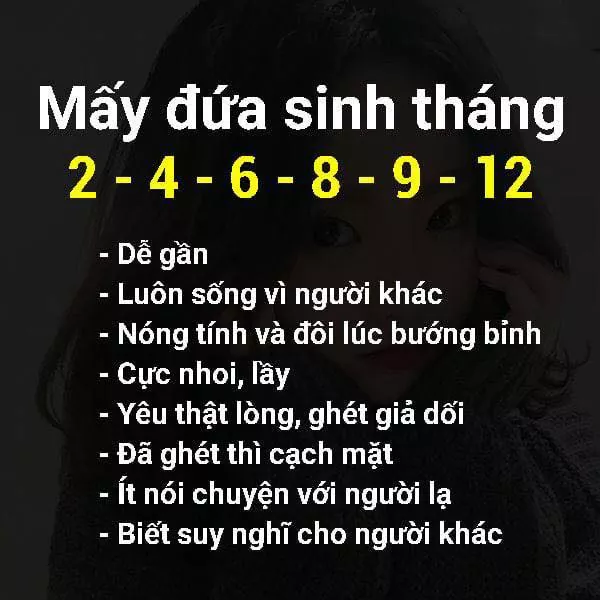 Mấy đứa sinh tháng
2 - 4 - 6 - 8 - 9 - 12
- Dễ gần
- Luôn sống vì người khác
- Nóng tính và đôi lúc bướng bỉnh
- Cực nhoi, lầy
- Yêu thật lòng, ghét giả dối
- Đã ghét thì cạch mặt
- Ít nói chuyện với người lạ
- Biết suy nghĩ cho người khác